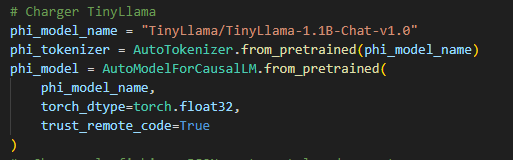 # Charger TinyLlama
phi_model_name = "TinyLlama/TinyLlama-1.1B-Chat-v1.0"
phi_tokenizer = AutoTokenizer.from_pretrained(phi_model_name)
phi_model = AutoModelForCausalLM.from_pretrained(
    phi_model_name,
    torch_dtype=torch.float32,
    trust_remote_code=True
)